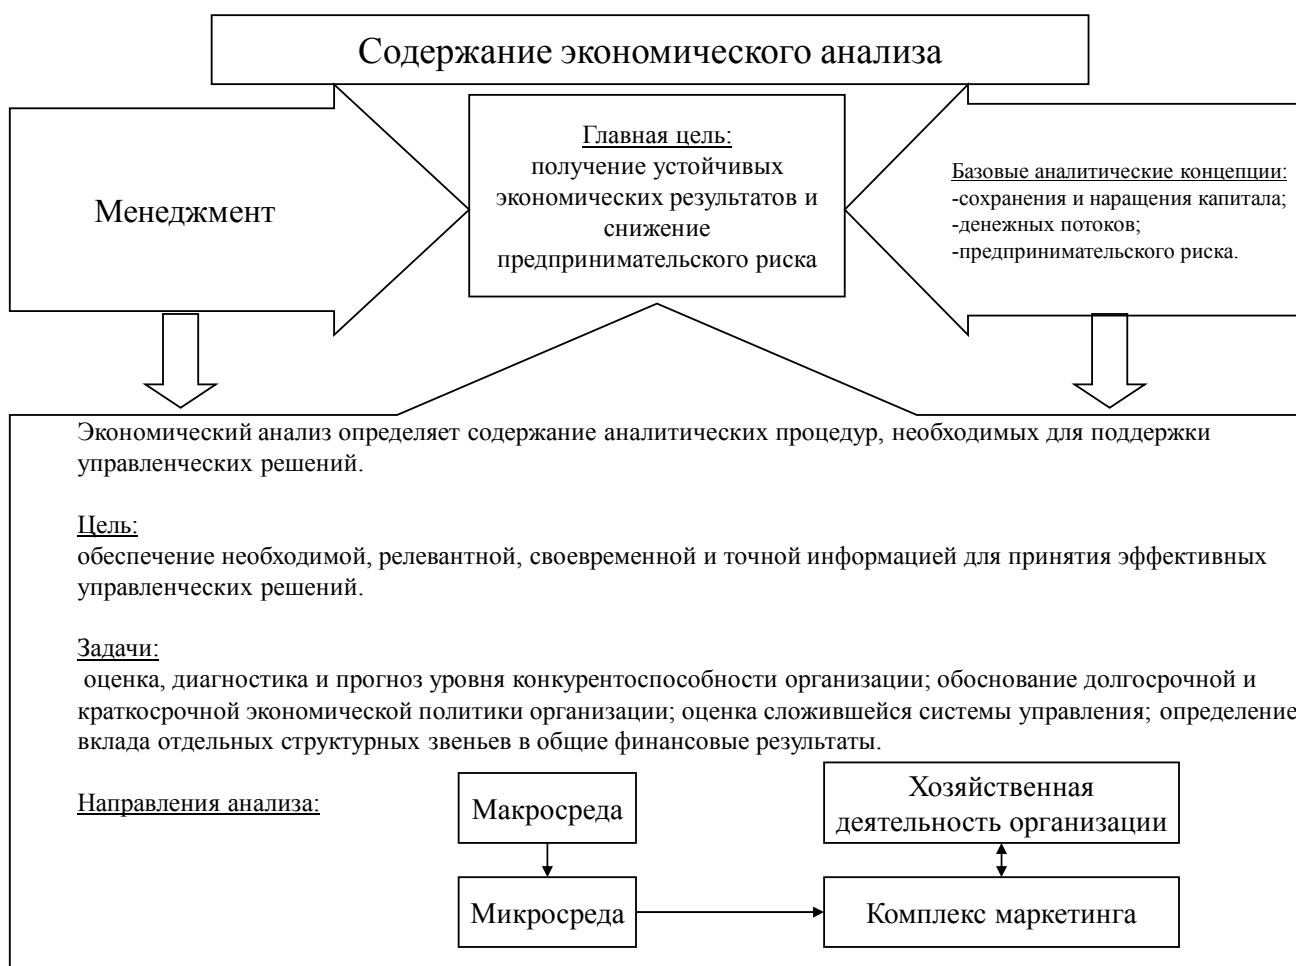 Содержание экономического анализа
Менеджмент
Главная цель:
получение устойчивых
экономических результатов и
снижение
предпринимательского риска
Базовые аналитические концепции:
-сохранения и наращения капитала;
-денежных потоков;
-предпринимательского риска.
Экономический анализ определяет содержание аналитических процедур, необходимых для поддержки
управленческих решений.
Цель:
обеспечение необходимой, релевантной, своевременной и точной информацией для принятия эффективных
управленческих решений.
Задачи:
оценка, диагностика и прогноз уровня конкурентоспособности организации; обоснование долгосрочной и
краткосрочной экономической политики организации; оценка сложившейся системы управления; определение
вклада отдельных структурных звеньев в общие финансовые результаты.
Направления анализа:
Макросреда
Хозяйственная
деятельность организации
Микросреда
Комплекс маркетинга